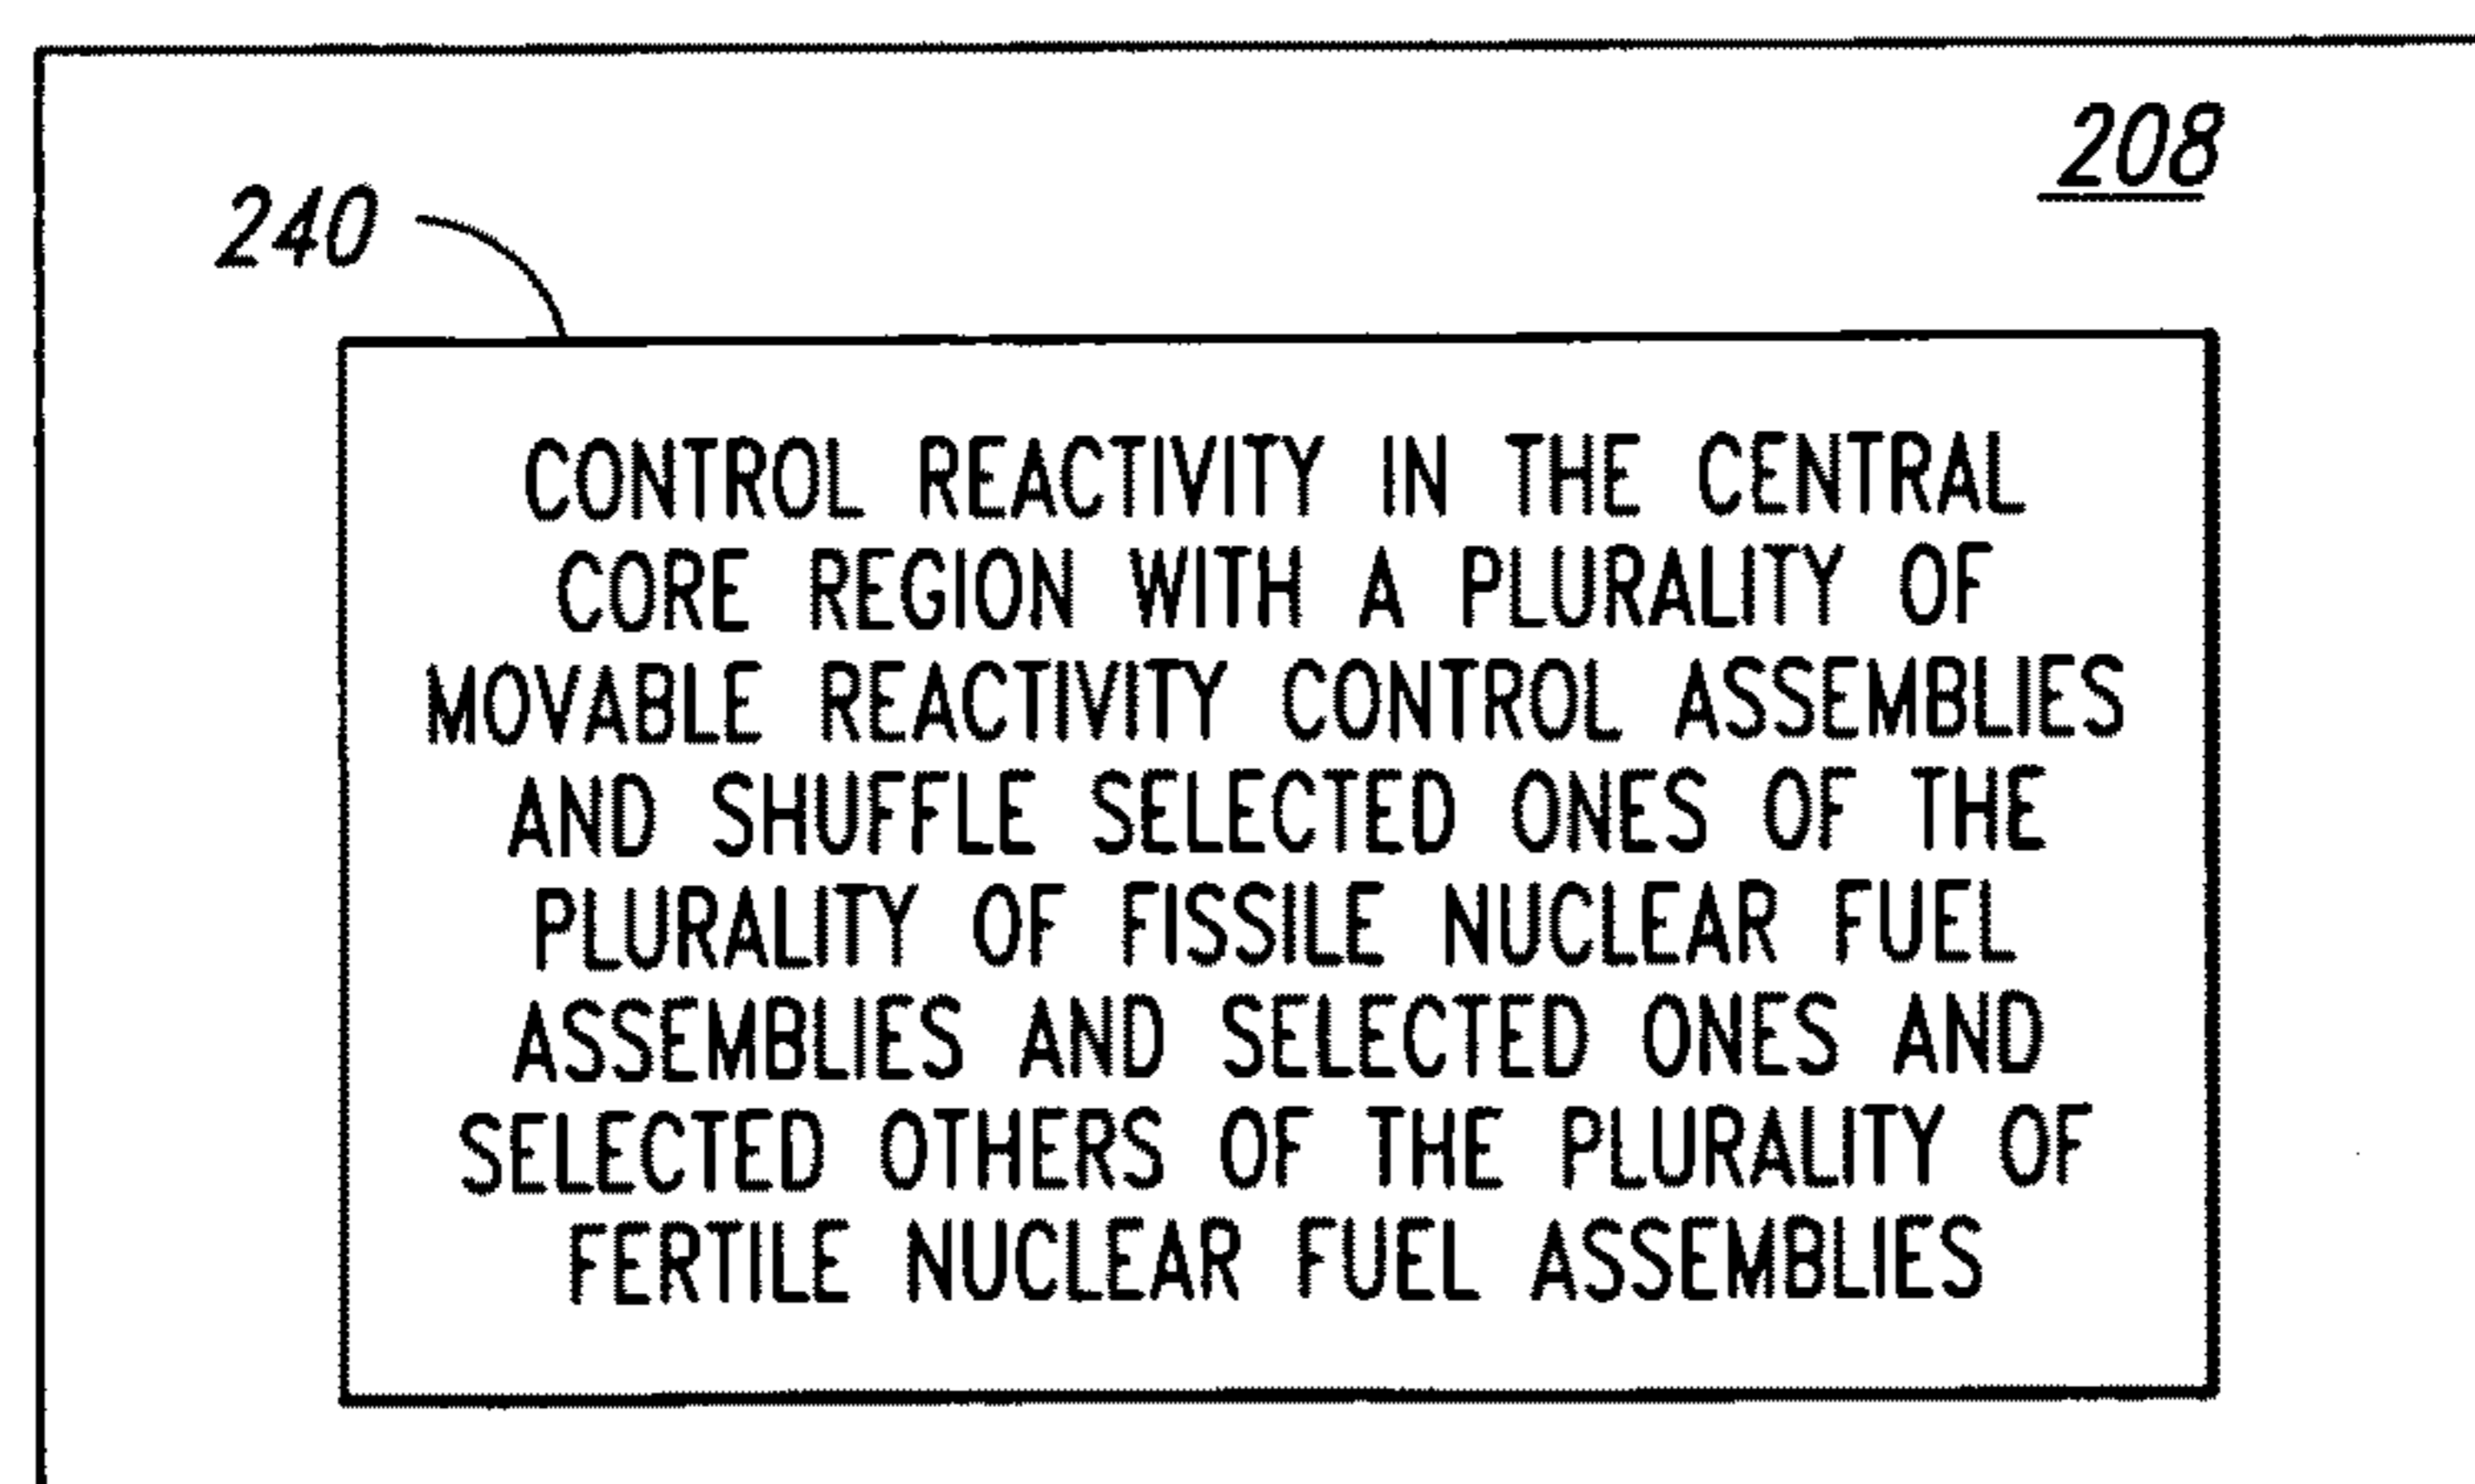 208
240
CONTROL REACTIVITY IN THE CENTRAL
CORE REGION WITH A PLURALITY OF
MOVABLE REACTIVITY CONTROL ASSEMBLIES
AND SHUFFLE SELECTED ONES OF THE
PLURALITY OF FISSILE NUCLEAR FUEL
ASSEMBLIES AND SELECTED ONES AND
SELECTED OTHERS OF THE PLURALITY OF
FERTILE NUCLEAR FUEL ASSEMBLIES